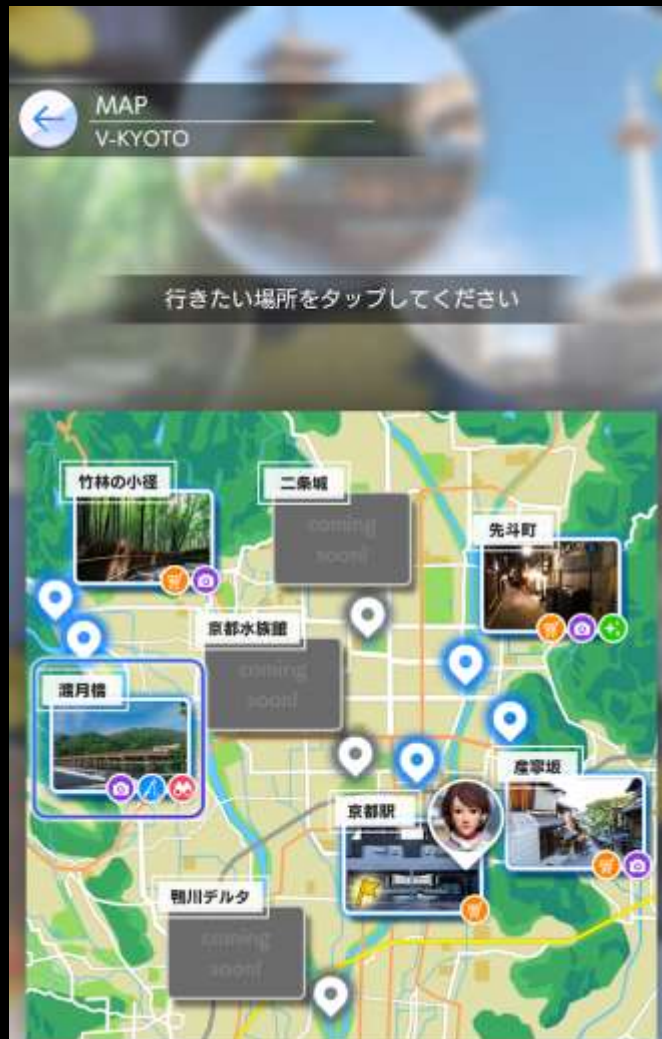 MAP
V-KYOTO
行きたい場所をタップしてください
竹林の小径
二条城
coming
soon!
先斗町
京都水族館
coming
soon!
渡月橋
産寧坂
京都駅
鴨川デルタ
coming
soon!